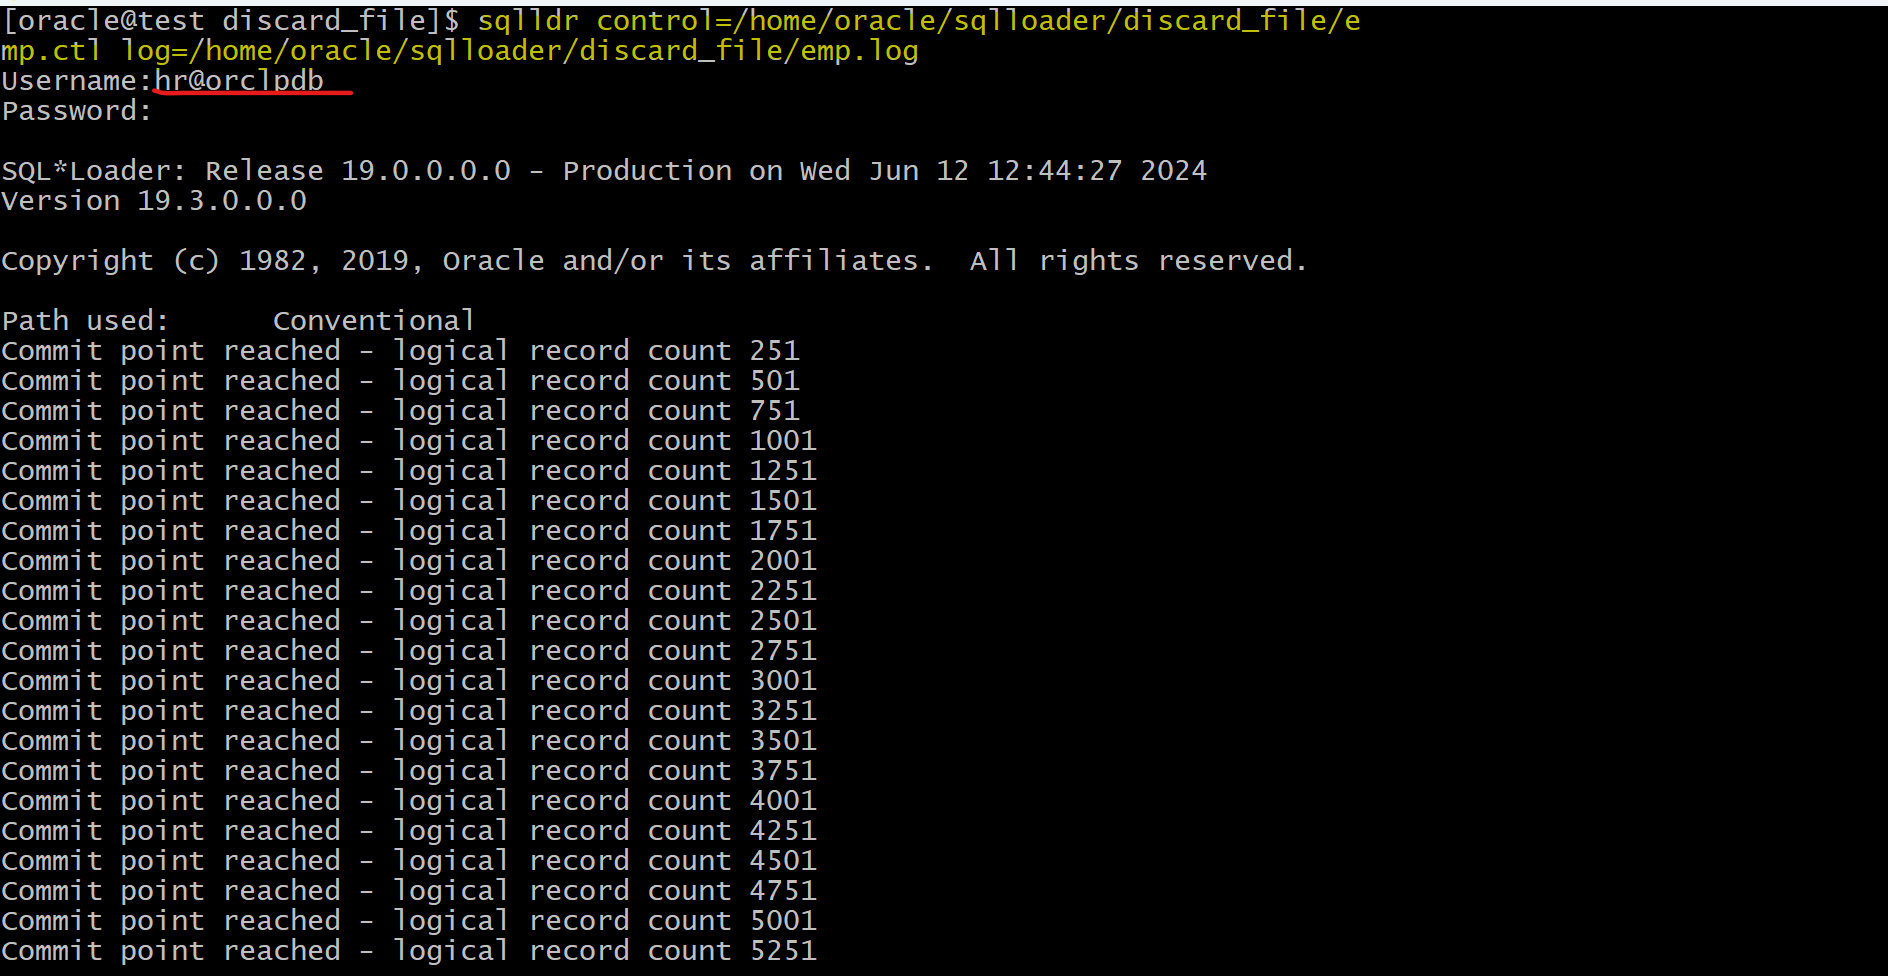 [oracle@test discard_file]$ sqlldr control=/home/oracle/sqlloader/discard_file/e
mp.ctl log=/home/oracle/sqlloader/discard_file/emp.log
Username:hr@orclpdb
Password:
SQL*Loader: Release 19.0.0.0.0 - Production on Wed Jun 12 12:44:27 2024
Version 19.3.0.0.0
Copyright (c) 1982, 2019, Oracle and/or its affiliates.  All rights reserved.
Path used:      Conventional
Commit point reached - logical record count 251
Commit point reached - logical record count 501
Commit point reached - logical record count 751
Commit point reached - logical record count 1001
Commit point reached - logical record count 1251
Commit point reached - logical record count 1501
Commit point reached - logical record count 1751
Commit point reached - logical record count 2001
Commit point reached - logical record count 2251
Commit point reached - logical record count 2501
Commit point reached - logical record count 2751
Commit point reached - logical record count 3001
Commit point reached - logical record count 3251
Commit point reached - logical record count 3501
Commit point reached - logical record count 3751
Commit point reached - logical record count 4001
Commit point reached - logical record count 4251
Commit point reached - logical record count 4501
Commit point reached - logical record count 4751
Commit point reached - logical record count 5001
Commit point reached - logical record count 5251